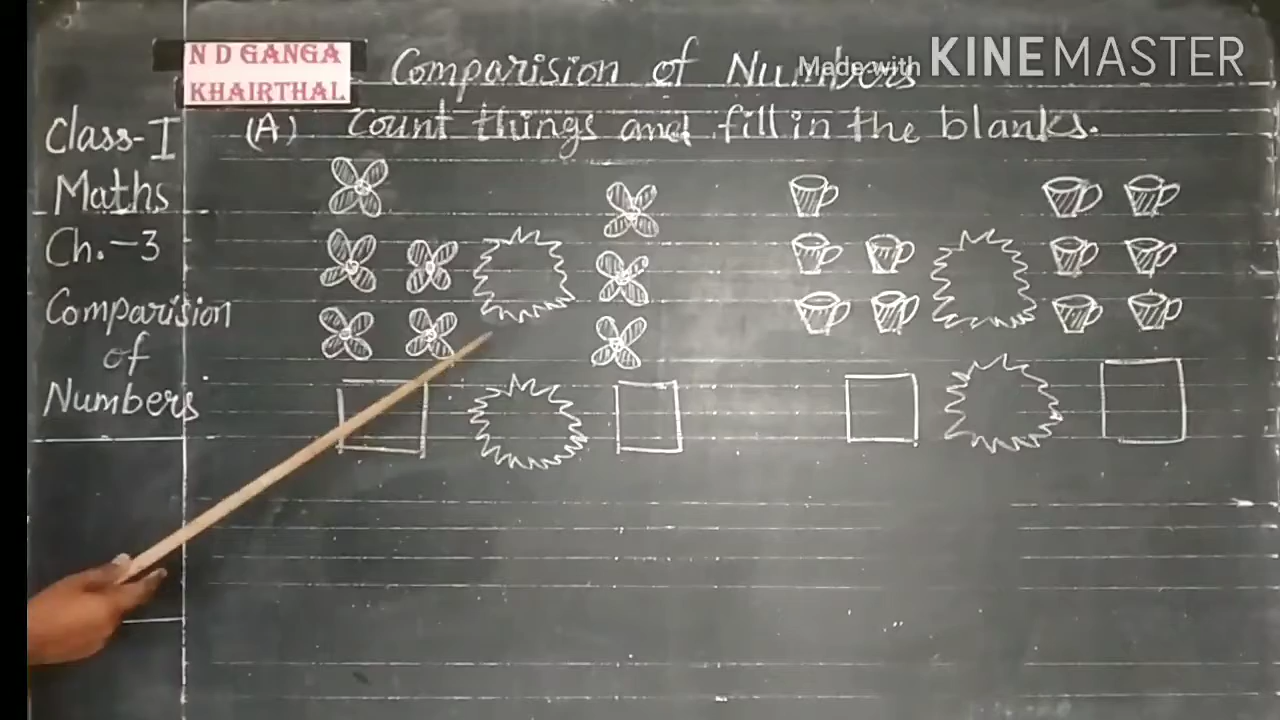 N D GANGA
KHAIRTHAL
Comparision of Numbers
Made with KINEMASTER
Class-I
Maths
Ch.-3
Comparision
of
Numbers
(A) Count things and fill in the blanks.